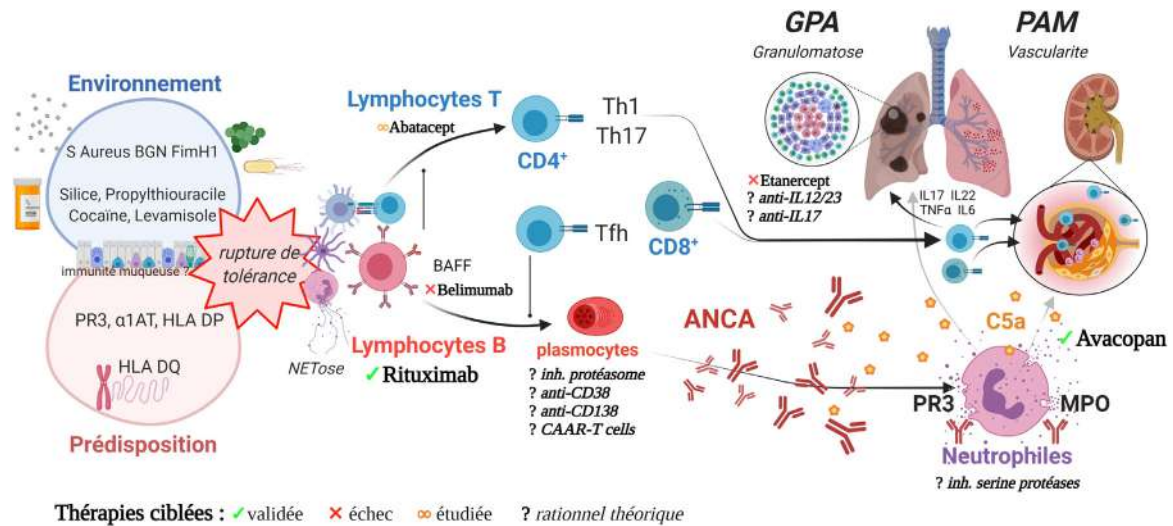 GPA
Granulomatose
PAM
Vascularite
Environnement
S Aureus BGN FimH1
Silice, Propylthiouracile
Cocaïne, Levamisole
immunité muqueuse ?
rupture de
tolérance
PR3, α1AT, HLA DP
HLA DQ
Prédisposition
Lymphocytes T
∞Abatacept
CD4⁺
Th1
Th17
Tfh
CD8⁺
BAFF
✕Belimumab
NETose
Lymphocytes B
✓Rituximab
plasmocytes
? inh. protéasome
? anti-CD38
? anti-CD138
? CAAR-T cells
✕Etanercept
? anti-IL12/23
? anti-IL17
IL17 IL22
TNFα IL6
ANCA
C5a
✓Avacopan
PR3
MPO
Neutrophiles
? inh. serine protéases
Thérapies ciblées : ✓validée ✕ échec ∞ étudiée ? rationnel théorique